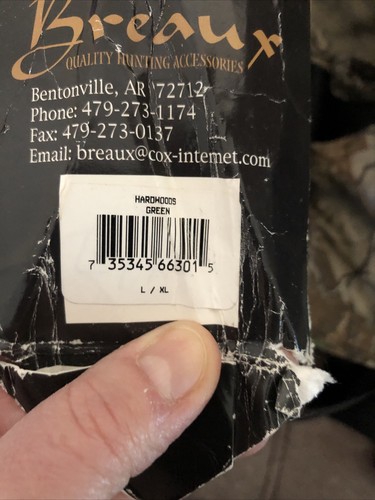 Breaux
QUALITY HUNTING ACCESSORIES
Bentonville, AR 72712
Phone: 479-273-1174
Fax: 479-273-0137
Email: breaux@cox-internet.com
HARDWOODS
GREEN
7 35345 66301 5
L / XL